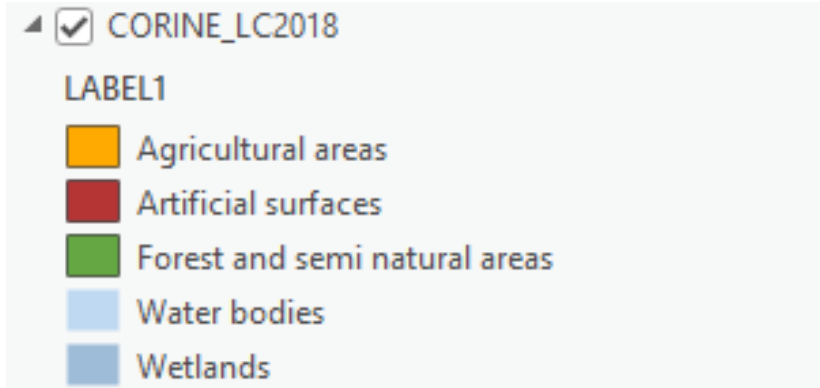 CORINE_LC2018
LABEL1
Agricultural areas
Artificial surfaces
Forest and semi natural areas
Water bodies
Wetlands